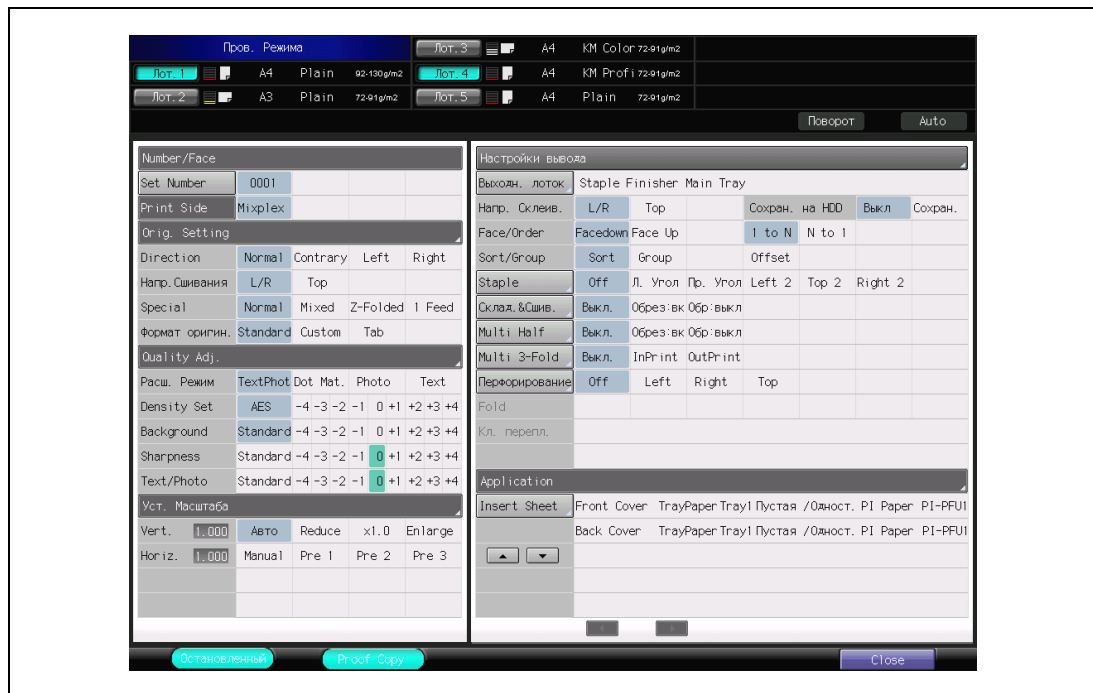 Пров. Режима
Лот.3 A4 KM Color 72-91g/m2
Лот.1 A4 Plain 92-130g/m2
Лот.4 A4 KM Profi 72-91g/m2
Лот.2 A3 Plain 72-91g/m2
Лот.5 A4 Plain 72-91g/m2
Поворот Auto
Number/Face
Set Number 0001
Print Side Mixplex
Orig. Setting
Direction Normal Contrary Left Right
Напр.Сшивания L/R Top
Special Normal Mixed Z-Folded 1 Feed
Формат оригин. Standard Custom Tab
Quality Adj.
Расш. Режим TextPhot Dot Mat. Photo Text
Density Set AES -4 -3 -2 -1 0 +1 +2 +3 +4
Background Standard -4 -3 -2 -1 0 +1 +2 +3 +4
Sharpness Standard -4 -3 -2 -1 0 +1 +2 +3 +4
Text/Photo Standard -4 -3 -2 -1 0 +1 +2 +3 +4
Уст. Масштаба
Vert. 1.000 Авто Reduce x1.0 Enlarge
Horiz. 1.000 Manual Pre 1 Pre 2 Pre 3
Настройки вывода
Выходн. лоток Staple Finisher Main Tray
Напр. Склеив. L/R Top Сохран. на HDD Выкл Сохран.
Face/Order Facedown Face Up 1 to N N to 1
Sort/Group Sort Group Offset
Staple Off Л. Угол Пр. Угол Left 2 Top 2 Right 2
Склад.&Сшив. Выкл. Обрез:вк Обр:выкл
Multi Half Выкл. Обрез:вк Обр:выкл
Multi 3-Fold Выкл. InPrint OutPrint
Перфорирование Off Left Right Top
Fold
Кл. перепл.
Application
Insert Sheet Front Cover TrayPaper Tray1 Пустая /Одност. PI Paper PI-PFU1
Back Cover TrayPaper Tray1 Пустая /Одност. PI Paper PI-PFU1
Остановленный Proof Copy Close